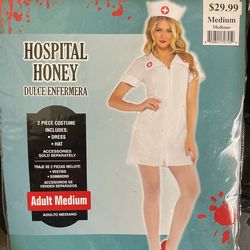 $29.99
Medium
Mediano
HOSPITAL
HONEY
DULCE ENFERMERA
2 PIECE COSTUME
INCLUDES:
• DRESS
• HAT
ACCESSORIES
SOLD SEPARATELY
TRAJE DE 2 PIEZAS INCLUYE:
• VESTIDO
• SOMBRERO
ACCESORIOS SE
VENDEN SEPARADOS
Adult Medium
ADULTO MEDIANO